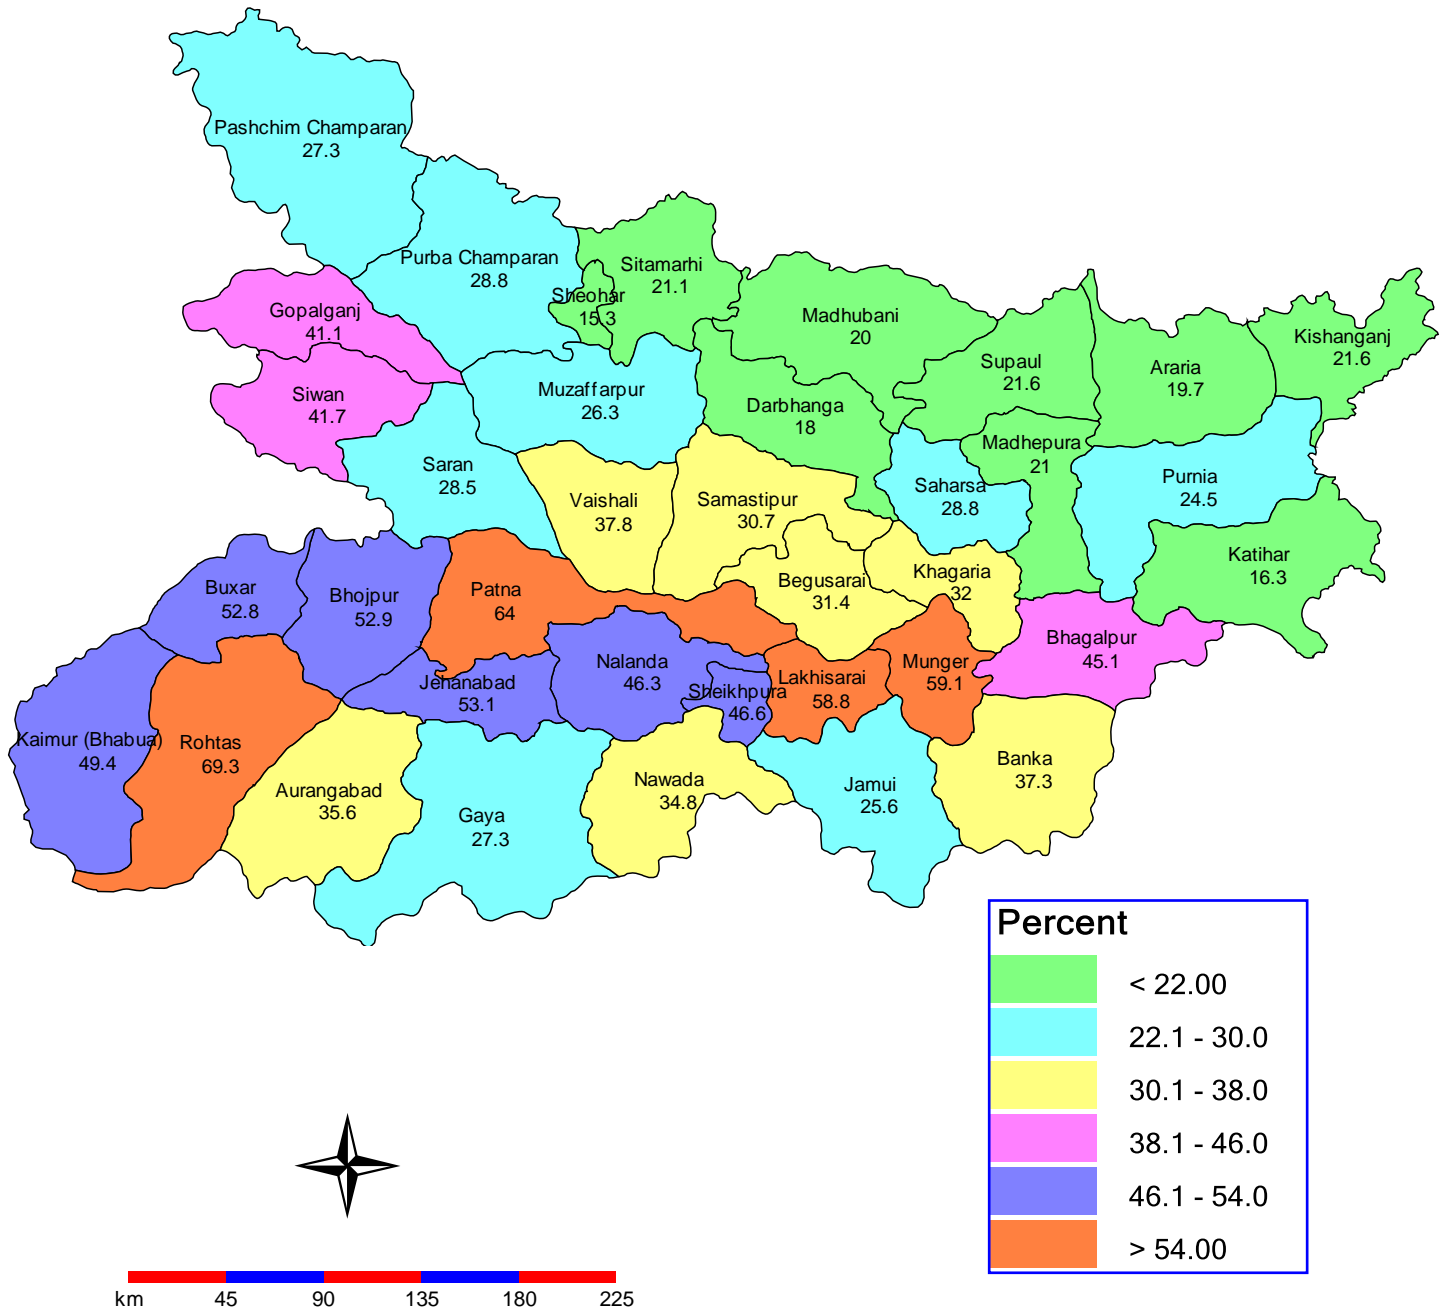 Pashchim Champaran
27.3
Purba Champaran
28.8
Sitamarhi
21.1
Sheohar
15.3
Gopalganj
41.1
Madhubani
20
Kishanganj
21.6
Supaul
21.6
Araria
19.7
Siwan
41.7
Muzaffarpur
26.3
Darbhanga
18
Madhepura
21
Saran
28.5
Vaishali
37.8
Samastipur
30.7
Saharsa
28.8
Purnia
24.5
Katihar
16.3
Buxar
52.8
Bhojpur
52.9
Patna
64
Begusarai
31.4
Khagaria
32
Bhagalpur
45.1
Jehanabad
53.1
Nalanda
46.3
Sheikhpura
46.6
Lakhisarai
58.8
Munger
59.1
Kaimur (Bhabua)
49.4
Rohtas
69.3
Aurangabad
35.6
Gaya
27.3
Nawada
34.8
Jamui
25.6
Banka
37.3
Percent
< 22.00
22.1 - 30.0
30.1 - 38.0
38.1 - 46.0
46.1 - 54.0
> 54.00
km 45 90 135 180 225